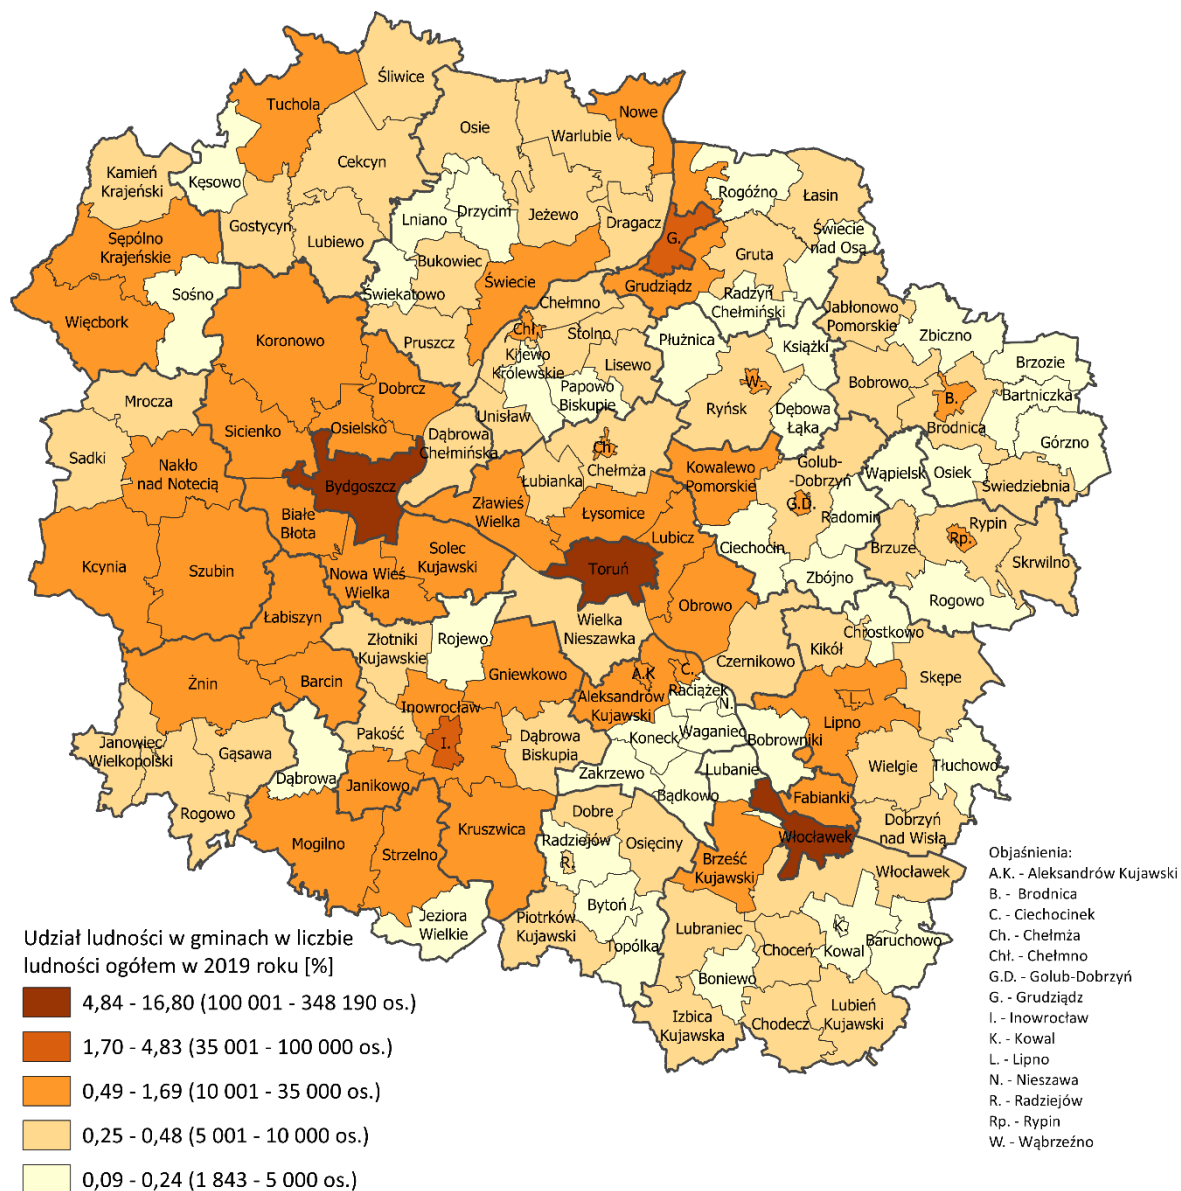 Śliwice
Tuchola
Nowe
Osie
Warlubie
Cekcyn
Kamień
Krajeński
Kęsowo
Rogóźno
Łasin
Lniano
Drzycim
Jeżewo
Dragacz
Gostycyn
Lubiewo
Świecie
nad Osą
Sępólno
Krajeńskie
G.
Gruta
Bukowiec
Świecie
Grudziądz
Radzyń
Chełmiński
Sośno
Świekatowo
Chełmno
Jabłonowo
Pomorskie
Więcbork
Koronowo
Pruszcz
Chł.
Stolno
Płużnica
Książki
Zbiczno
Brzozie
Kijewo
Królewskie
Lisewo
Dobrcz
Papowo
Biskupie
W.
Bobrowo
B.
Bartniczka
Mrocza
Unisław
Ryńsk
Dębowa
Łąka
Brodnica
Sicienko
Osielsko
Dąbrowa
Chełmińska
Ch.
Chełmża
Górzno
Sadki
Nakło
nad Notecią
Bydgoszcz
Łubianka
Kowalewo
Pomorskie
Golub-
-Dobrzyń
Wąpielsk
Osiek
Świedziebnia
Zławieś
Wielka
Łysomice
G.D.
Radomin
Białe
Błota
Lubicz
Rypin
Rp.
Solec
Kujawski
Ciechocin
Brzuze
Skrwilno
Kcynia
Szubin
Nowa Wieś
Wielka
Toruń
Zbójno
Rogowo
Łabiszyn
Obrowo
Wielka
Nieszawka
Złotniki
Kujawskie
Rojewo
Chrostkowo
Kikół
Czernikowo
Skępe
Żnin
Barcin
Gniewkowo
A.K
C.
Aleksandrów
Kujawski
Raciążek
N.
L.
Inowrocław
Lipno
Pakość
I.
Dąbrowa
Biskupia
Koneck
Waganiec
Bobrowniki
Janowiec
Wielkopolski
Gąsawa
Dąbrowa
Janikowo
Zakrzewo
Lubanie
Wielgie
Tłuchowo
Bądkowo
Fabianki
Rogowo
Dobre
Dobrzyń
nad Wisłą
Mogilno
Kruszwica
Radziejów
Osięciny
Włocławek
Strzelno
R.
Brześć
Kujawski
Włocławek
Jeziora
Wielkie
Bytoń
Piotrków
Kujawski
Lubraniec
K.
Kowal
Baruchowo
Topólka
Choceń
Boniewo
Izbica
Kujawska
Chodecz
Lubień
Kujawski
Objaśnienia:
A.K. - Aleksandrów Kujawski
B. - Brodnica
C. - Ciechocinek
Ch. - Chełmża
Chł. - Chełmno
G.D. - Golub-Dobrzyń
G. - Grudziądz
I. - Inowrocław
K. - Kowal
L. - Lipno
N. - Nieszawa
R. - Radziejów
Rp. - Rypin
W. - Wąbrzeźno
Udział ludności w gminach w liczbie
ludności ogółem w 2019 roku [%]
4,84 - 16,80 (100 001 - 348 190 os.)
1,70 - 4,83 (35 001 - 100 000 os.)
0,49 - 1,69 (10 001 - 35 000 os.)
0,25 - 0,48 (5 001 - 10 000 os.)
0,09 - 0,24 (1 843 - 5 000 os.)